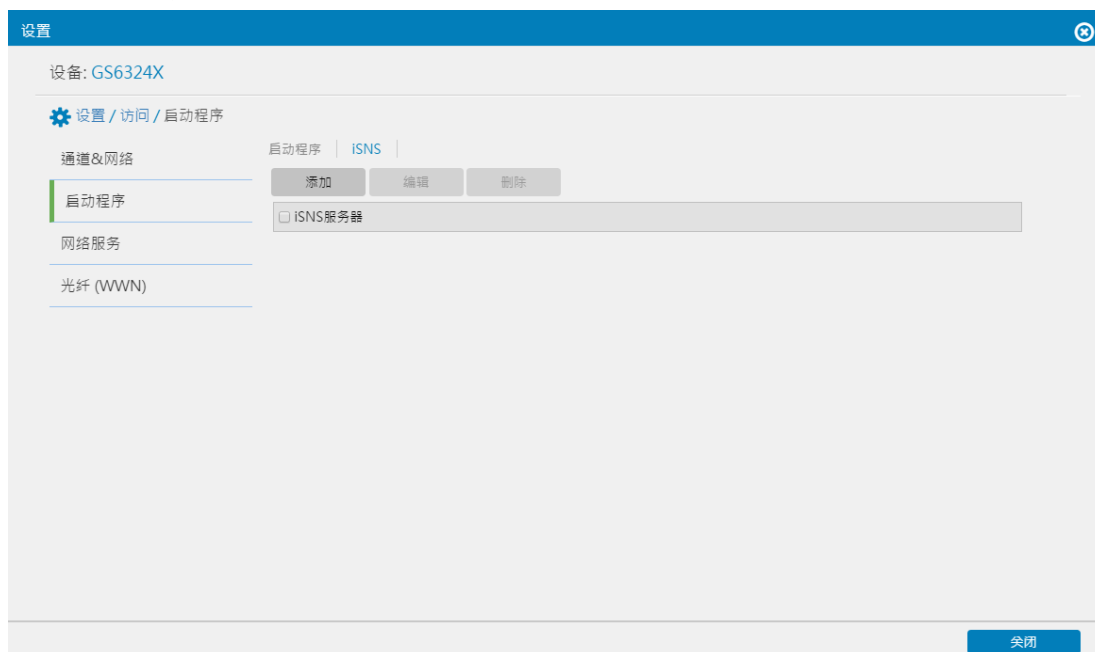 设置
设备: GS6324X
设置 / 访问 / 启动程序
通道&网络
启动程序
网络服务
光纤 (WWN)
启动程序 iSNS
添加 编辑 删除
iSNS服务器
关闭